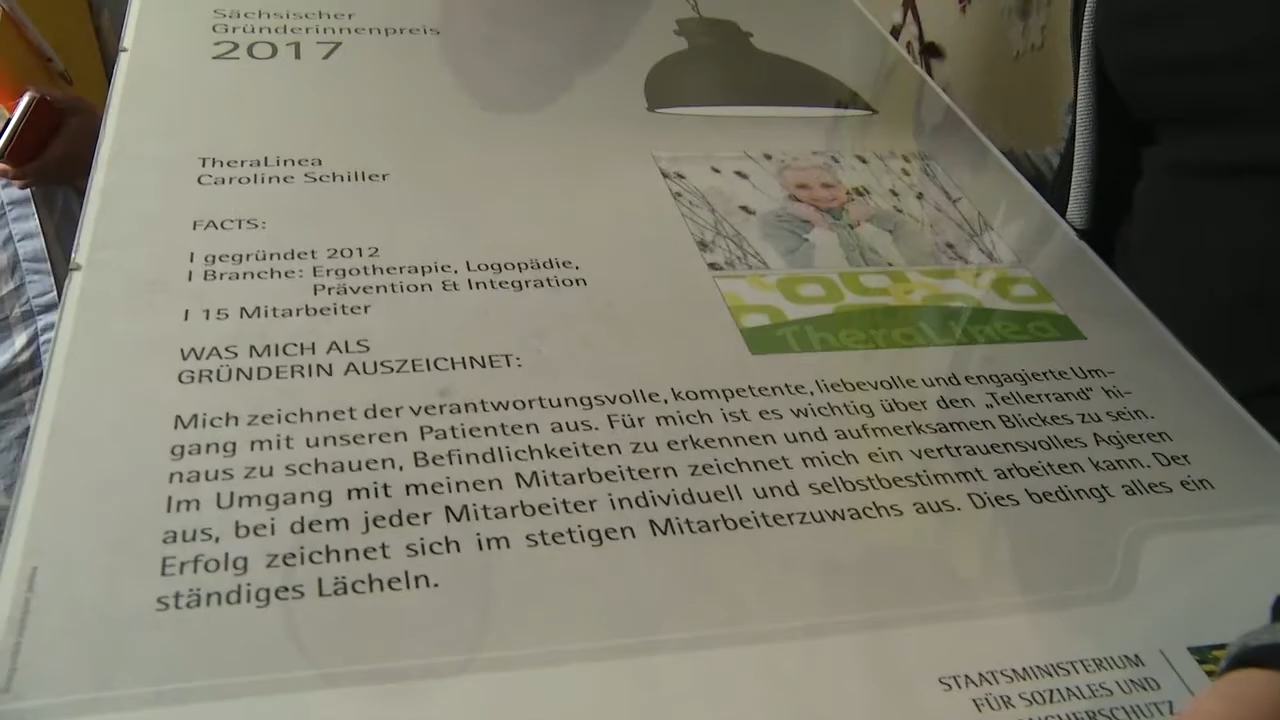 Sächsischer
Gründerinnenpreis
2017
TheraLinea
Caroline Schiller
FACTS:
I gegründet 2012
I Branche: Ergotherapie, Logopädie,
Prävention & Integration
I 15 Mitarbeiter
WAS MICH ALS
GRÜNDERIN AUSZEICHNET:
Mich zeichnet der verantwortungsvolle, kompetente, liebevolle und engagierte Um-
gang mit unseren Patienten aus. Für mich ist es wichtig über den „Tellerrand" hi-
naus zu schauen, Befindlichkeiten zu erkennen und aufmerksamen Blickes zu sein.
Im Umgang mit meinen Mitarbeitern zeichnet mich ein vertrauensvolles Agieren
aus, bei dem jeder Mitarbeiter individuell und selbstbestimmt arbeiten kann. Der
Erfolg zeichnet sich im stetigen Mitarbeiterzuwachs aus. Dies bedingt alles ein
ständiges Lächeln.
TheraLinea
STAATSMINISTERIUM
FÜR SOZIALES UND